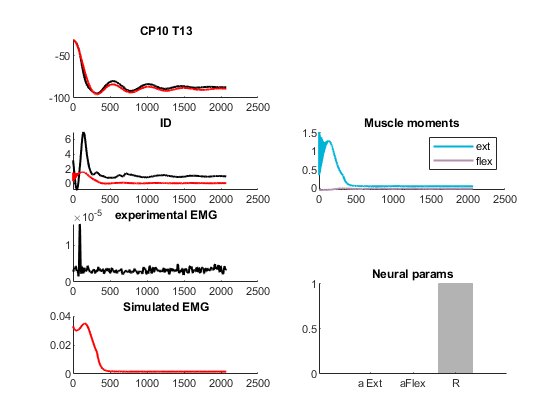 CP10 T13
-50
-100
0 500 1000 1500 2000 2500
ID
6
4
2
0
0 500 1000 1500 2000 2500
×10^-5
experimental EMG
0
0 500 1000 1500 2000 2500
Simulated EMG
0.04
0.02
0
0 500 1000 1500 2000 2500
Muscle moments
1.5
1
0.5
0
0 500 1000 1500 2000 2500
ext
flex
Neural params
1
0.5
0
a Ext aFlex R